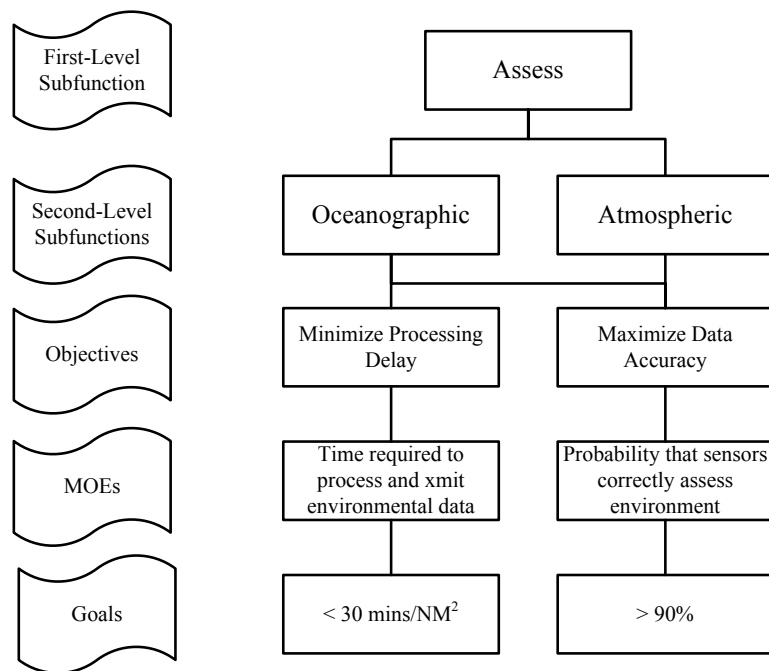 First-Level
Subfunction
Assess
Second-Level
Subfunctions
Oceanographic
Atmospheric
Objectives
Minimize Processing
Delay
Maximize Data
Accuracy
MOEs
Time required to
process and xmit
environmental data
Probability that sensors
correctly assess
environment
Goals
< 30 mins/NM²
> 90%